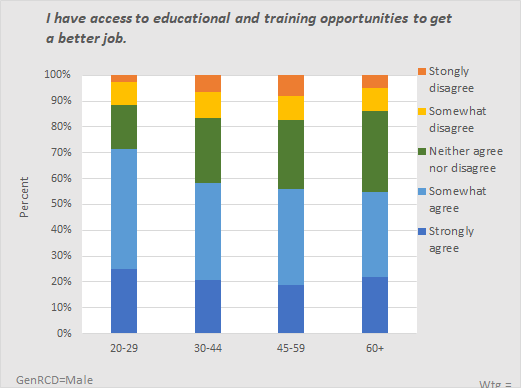 I have access to educational and training opportunities to get
a better job.
100%
90%
80%
70%
60%
50%
40%
30%
20%
10%
0%
Percent
20-29
30-44
45-59
60+
Stongly
disagree
Somewhat
disagree
Neither agree
nor disagree
Somewhat
agree
Strongly
agree
GenRCD=Male
Wtg =